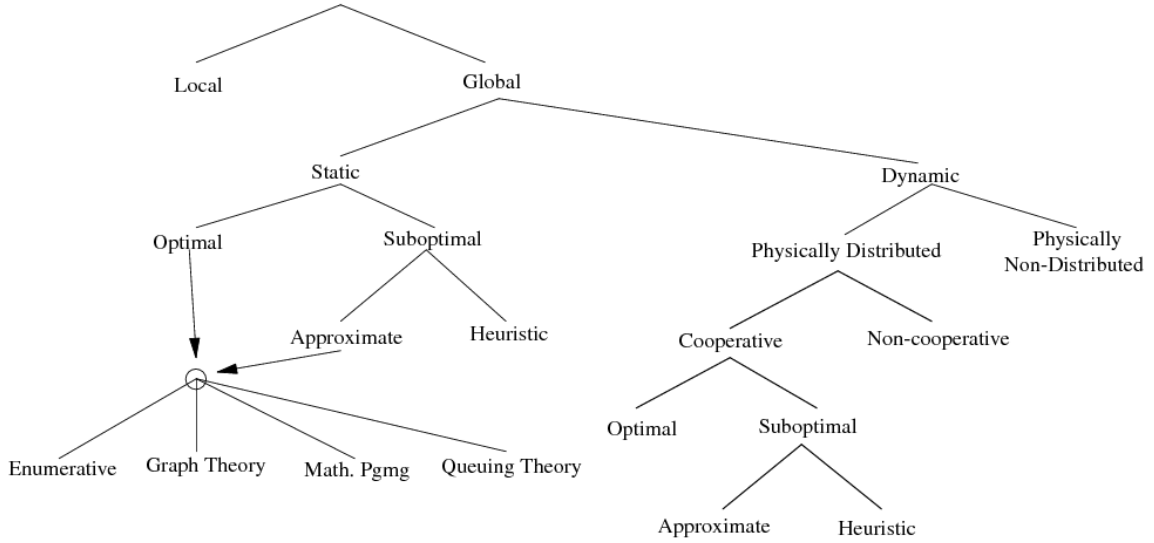 Local
Global
Static
Dynamic
Optimal
Suboptimal
Physically Distributed
Physically
Non-Distributed
Approximate
Heuristic
Cooperative
Non-cooperative
Optimal
Suboptimal
Enumerative
Graph Theory
Math. Pgmg
Queuing Theory
Approximate
Heuristic